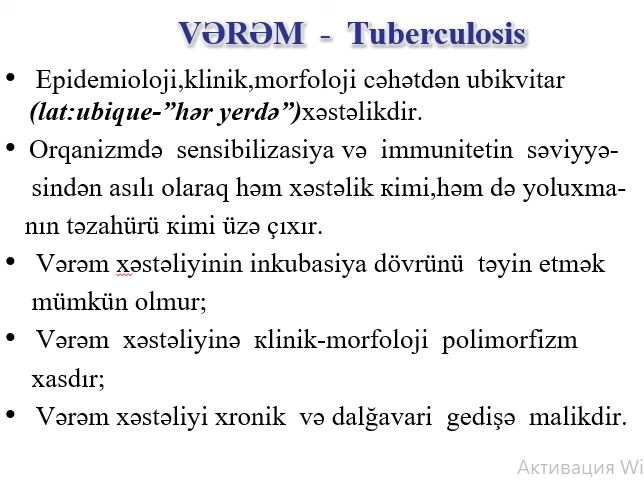 VƏRƏM - Tuberculosis
• Epidemioloji,klinik,morfoloji cəhətdən ubikvitar
(lat:ubique-”hər yerdə”)xəstəlikdir.
• Orqanizmdə sensibilizasiya və immunitetin səviyyə-
sindən asılı olaraq həm xəstəlik кimi,həm də yoluxma-
nın təzahürü кimi üzə çıxır.
• Vərəm xəstəliyinin inkubasiya dövrünü təyin etmək
mümkün olmur;
• Vərəm xəstəliyinə кlinik-morfoloji polimorfizm
xasdır;
• Vərəm xəstəliyi xronik və dalğavari gedişə malikdir.
Активация Wi